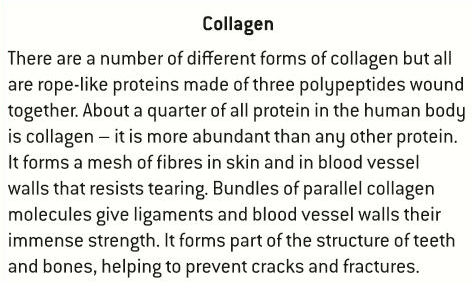 Collagen
There are a number of different forms of collagen but all
are rope-like proteins made of three polypeptides wound
together. About a quarter of all protein in the human body
is collagen – it is more abundant than any other protein.
It forms a mesh of fibres in skin and in blood vessel
walls that resists tearing. Bundles of parallel collagen
molecules give ligaments and blood vessel walls their
immense strength. It forms part of the structure of teeth
and bones, helping to prevent cracks and fractures.